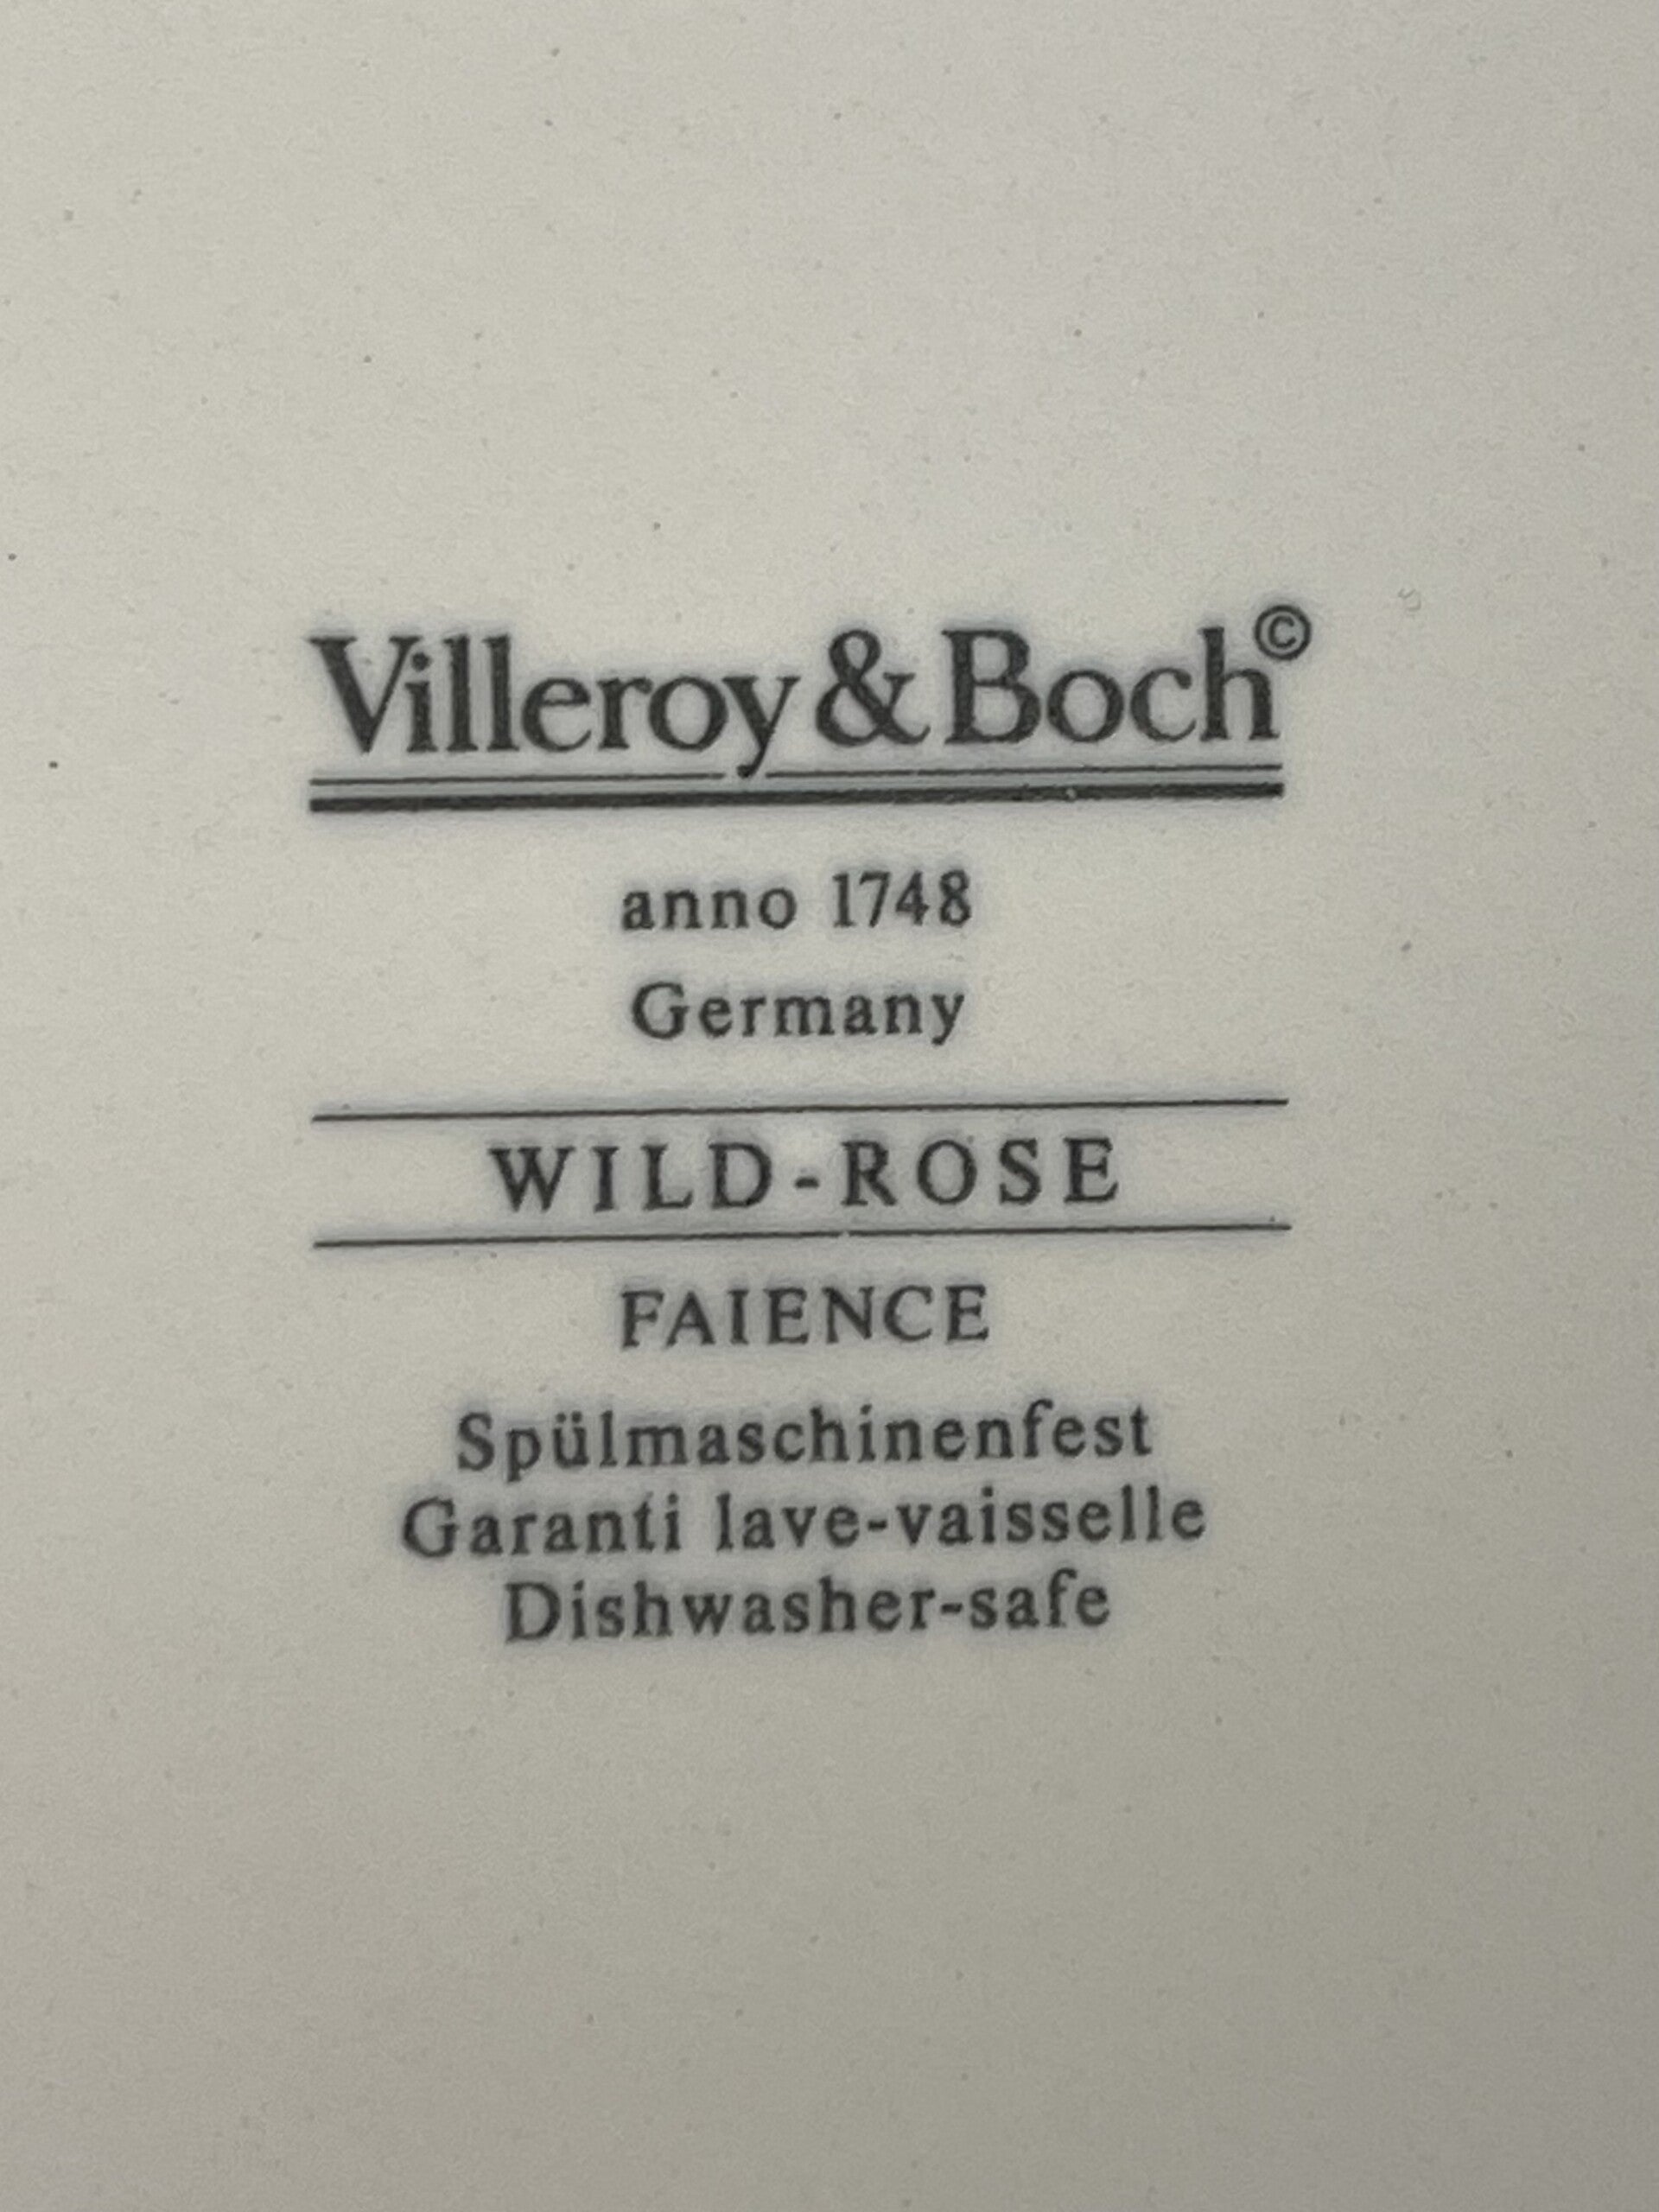 Villeroy & Boch©
anno 1748
Germany
WILD-ROSE
FAIENCE
Spülmaschinenfest
Garanti lave-vaisselle
Dishwasher-safe